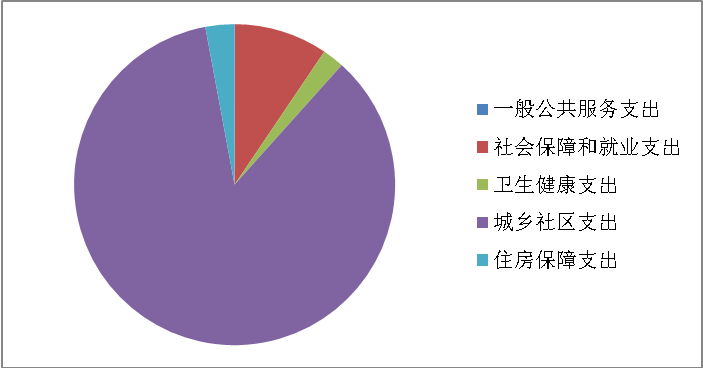 一般公共服务支出
社会保障和就业支出
卫生健康支出
城乡社区支出
住房保障支出